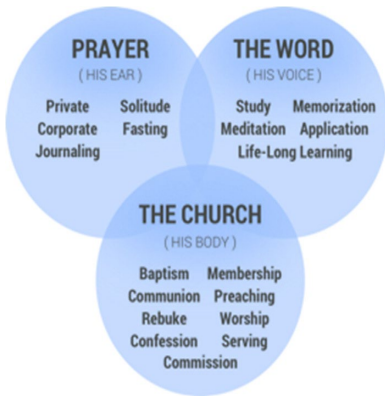 PRAYER
( HIS EAR )
Private Solitude
Corporate Fasting
Journaling
THE WORD
( HIS VOICE )
Study Memorization
Meditation Application
Life-Long Learning
THE CHURCH
( HIS BODY )
Baptism Membership
Communion Preaching
Rebuke Worship
Confession Serving
Commission